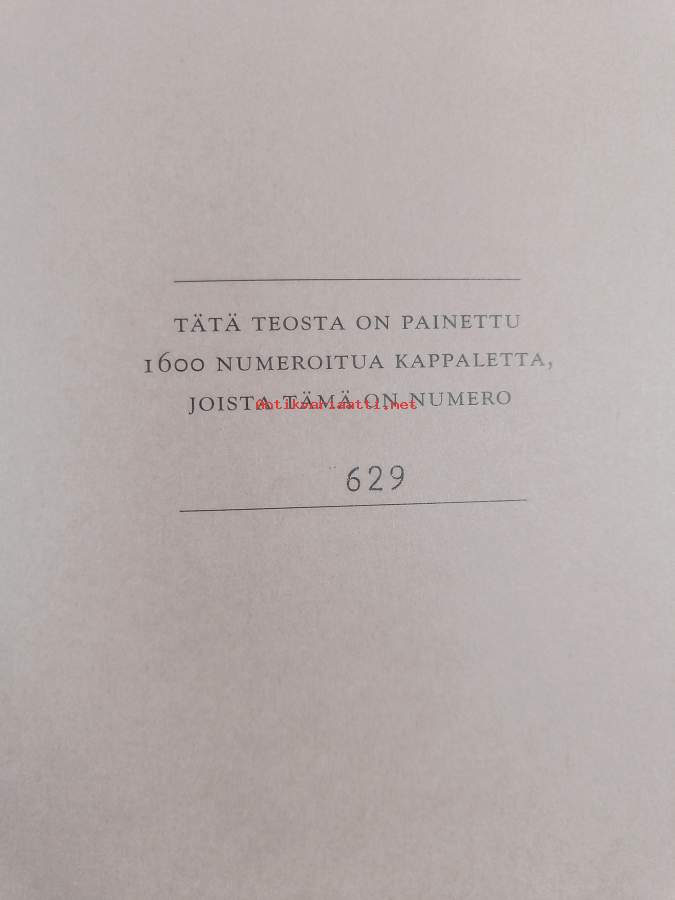 TÄTÄ TEOSTA ON PAINETTU
1600 NUMEROITUA KAPPALETTA,
JOISTA TÄMÄ ON NUMERO
Antikvariaatti.net
629